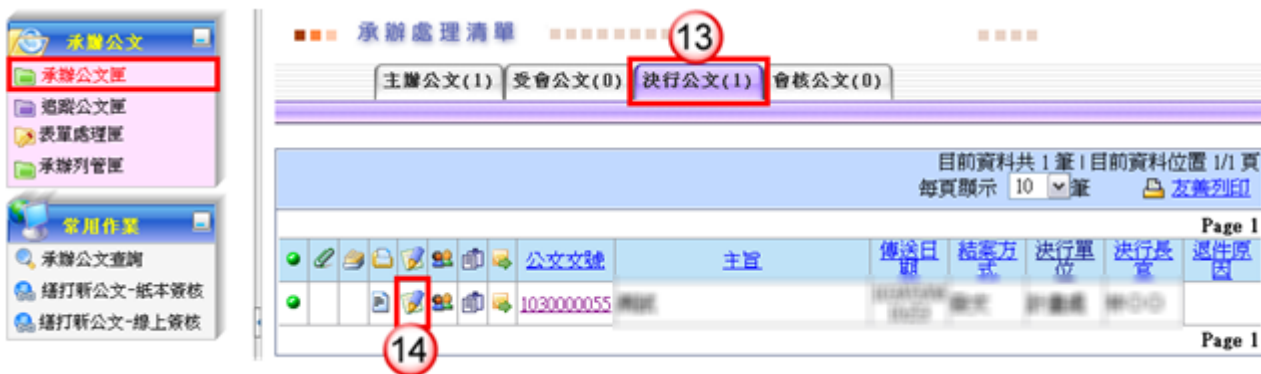 承辦公文
承辦公文匣
追蹤公文匣
表單處理匣
承辦列管匣
常用作業
承辦公文查詢
繕打新公文-紙本簽核
繕打新公文-線上簽核
承辦處理清單
13
主辦公文(1) 受會公文(0) 決行公文(1) 會核公文(0)
目前資料共 1 筆 | 目前資料位置 1/1 頁
每頁顯示 10 筆 友善列印
Page 1
公文文號 主旨 傳送日期 結案方式 決行單位 決行長官 退件原因
1030000055
Page 1
14